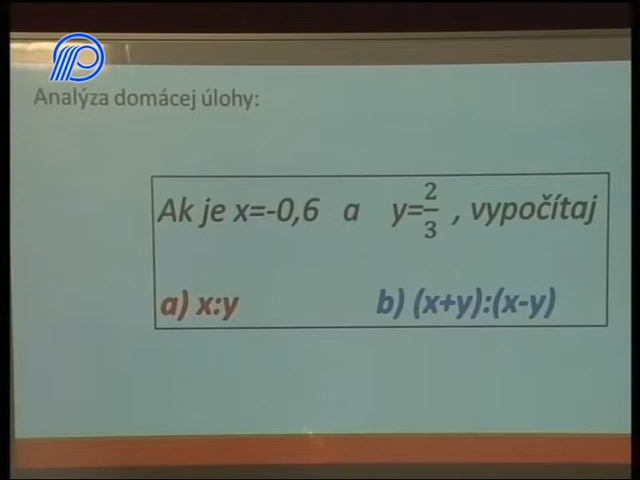 Analýza domácej úlohy:
Ak je x=-0,6 a y=2/3 , vypočítaj
a) x:y b) (x+y):(x-y)